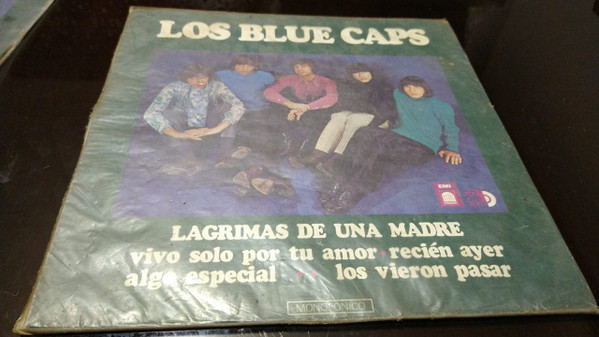 LOS BLUE CAPS
EMI
LAGRIMAS DE UNA MADRE
vivo solo por tu amor · recién ayer
algo especial · · los vieron pasar
MONOFONICO